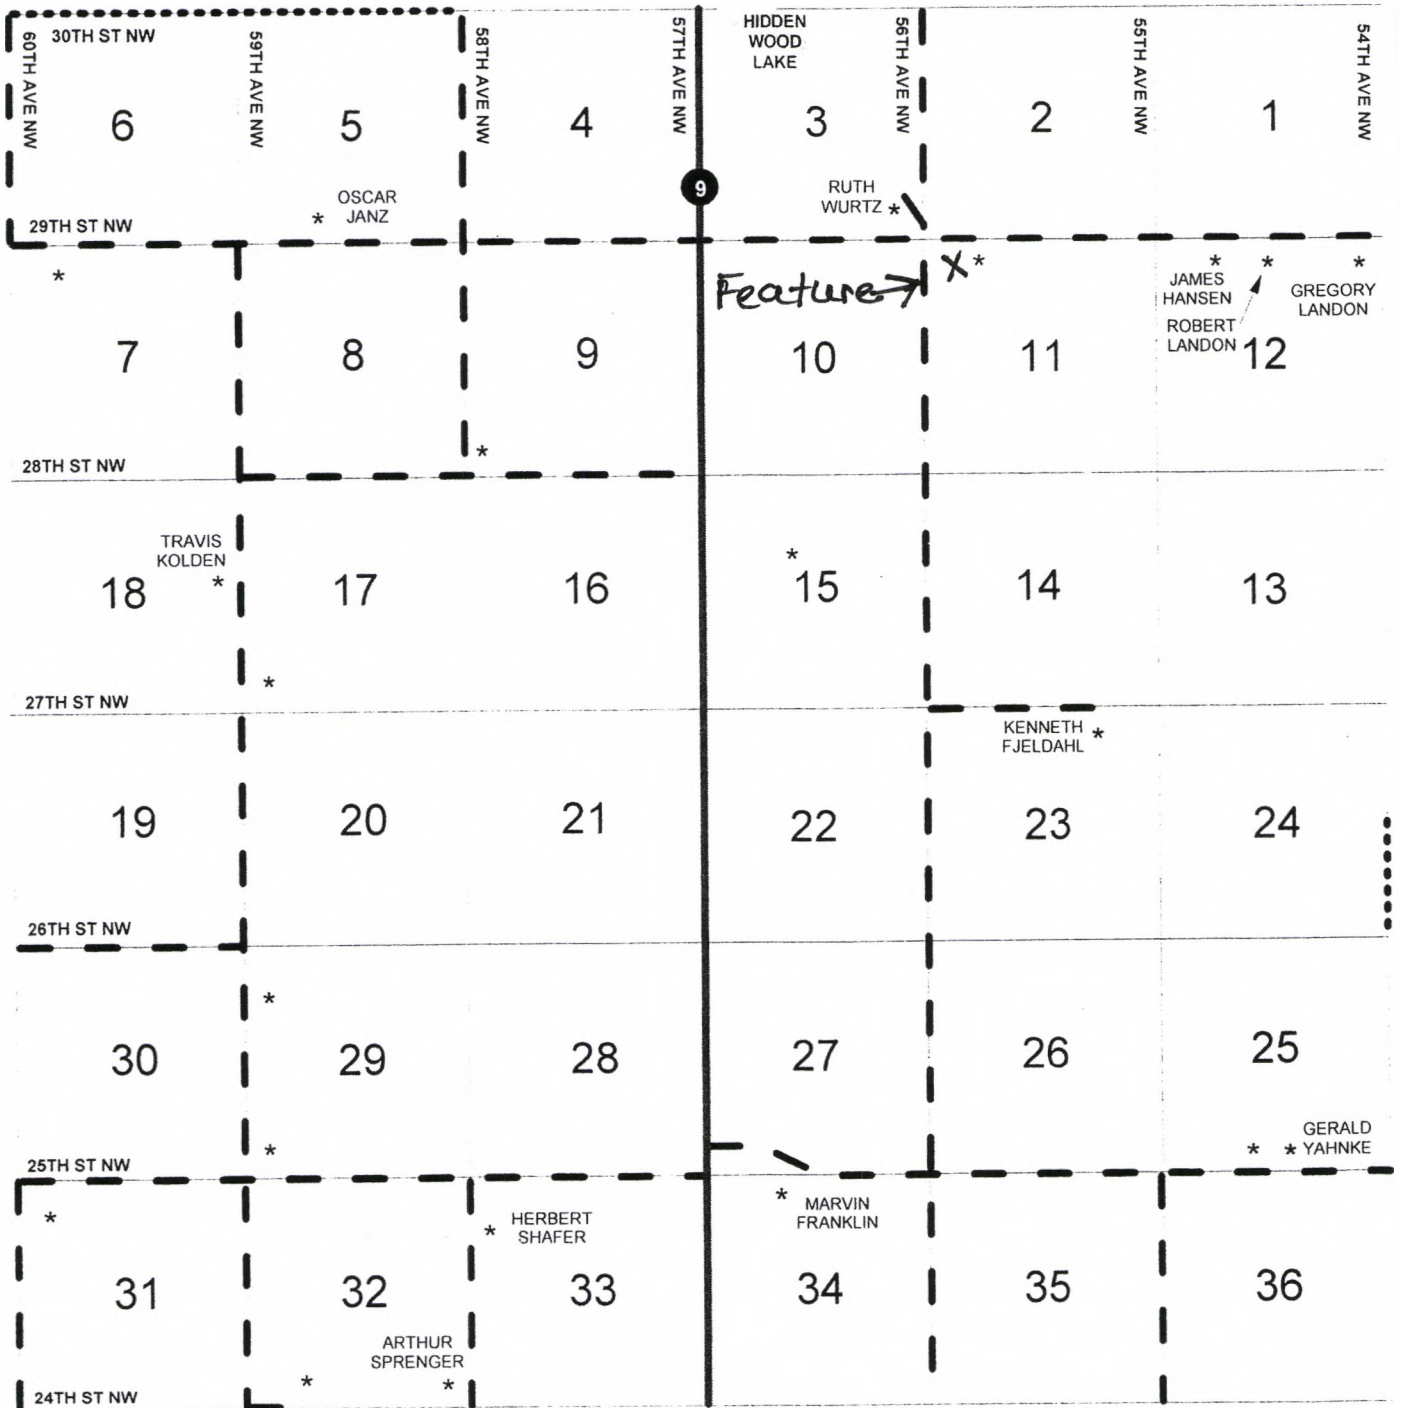 30TH ST NW
60TH AVE NW
59TH AVE NW
58TH AVE NW
57TH AVE NW
HIDDEN
WOOD
LAKE
56TH AVE NW
55TH AVE NW
54TH AVE NW
6
5
4
3
2
1
9
OSCAR
JANZ
*
RUTH
WURTZ *
29TH ST NW
*
X *
*
*
*
Feature→
JAMES
HANSEN
ROBERT
LANDON
GREGORY
LANDON
7
8
9
10
11
12
*
28TH ST NW
TRAVIS
KOLDEN
*
*
18
17
16
15
14
13
*
27TH ST NW
KENNETH
FJELDAHL *
19
20
21
22
23
24
26TH ST NW
*
30
29
28
27
26
25
*
GERALD
* * YAHNKE
25TH ST NW
*
*
MARVIN
FRANKLIN
* HERBERT
SHAFER
31
32
33
34
35
36
ARTHUR
SPRENGER
* *
24TH ST NW